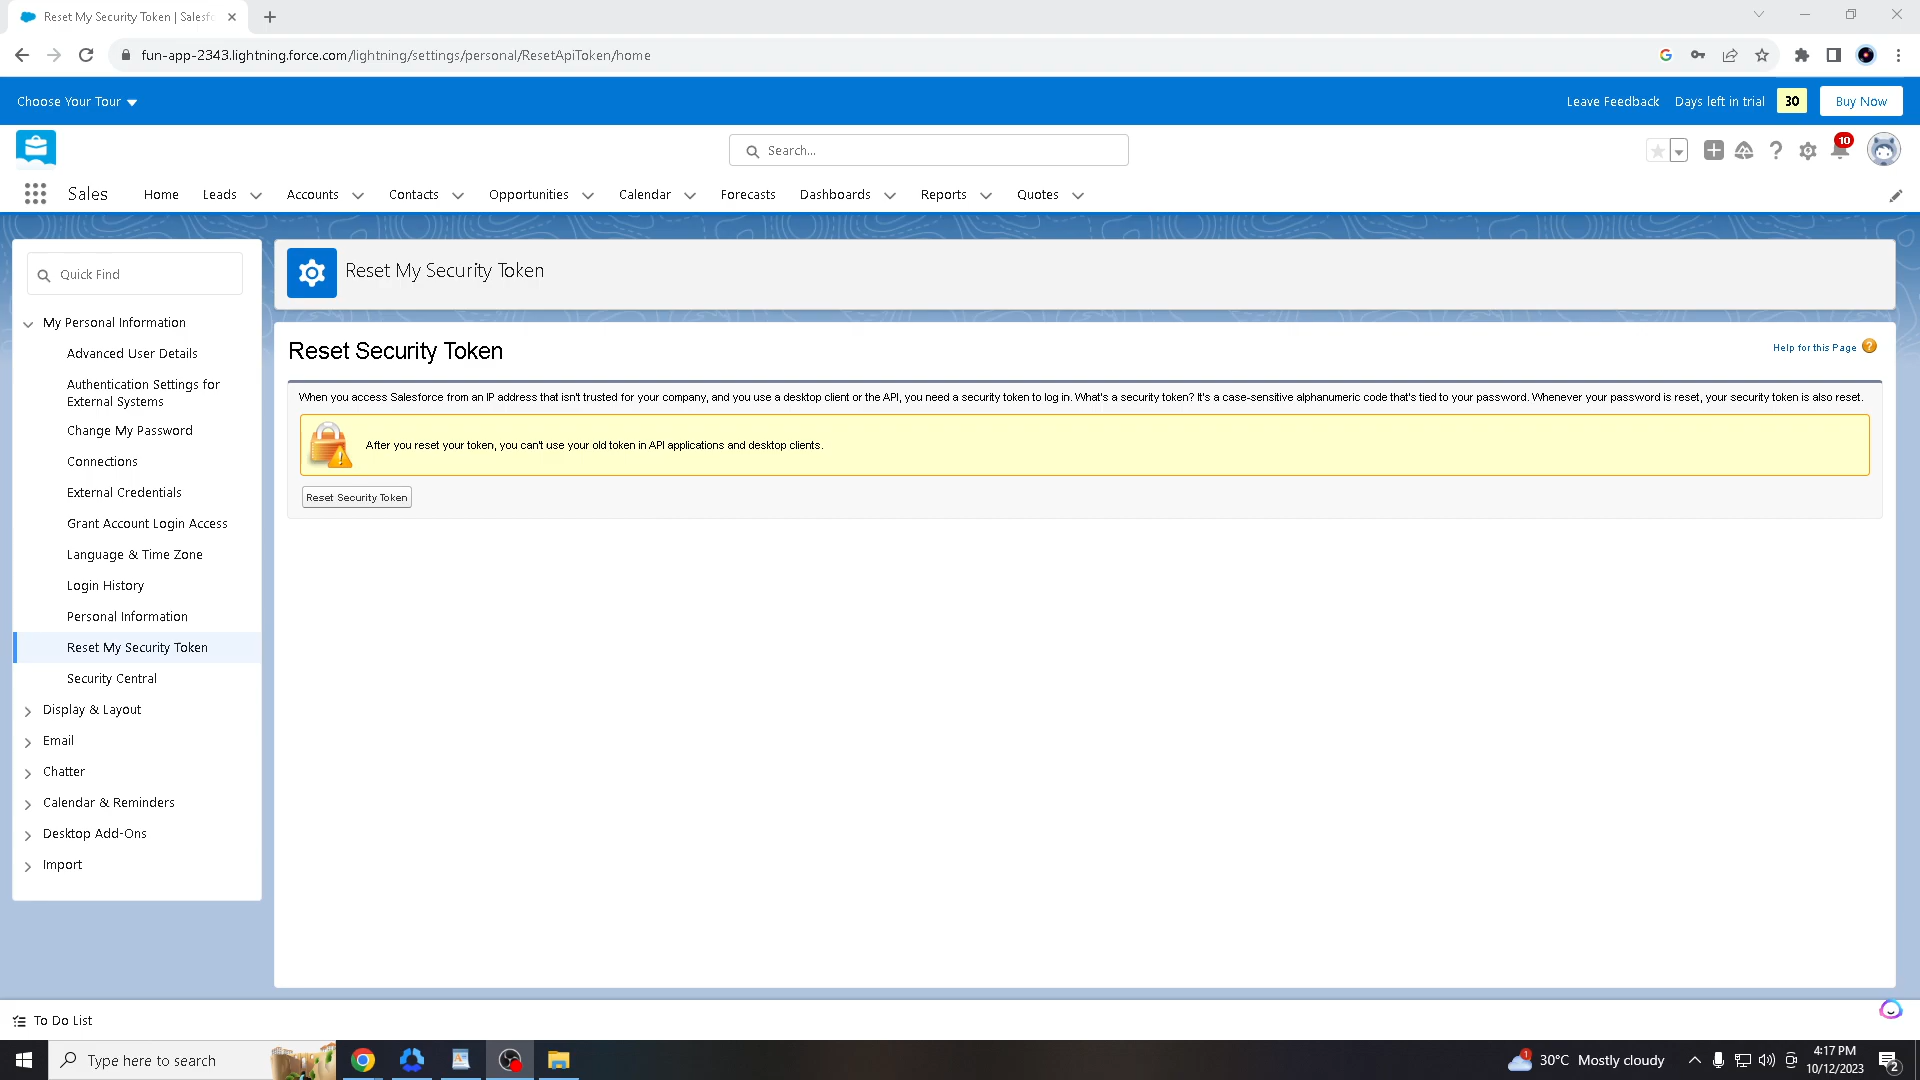 Reset My Security Token | Salesfo
fun-app-2343.lightning.force.com/lightning/settings/personal/ResetApiToken/home
Choose Your Tour
Leave Feedback
Days left in trial
30
Buy Now
Search...
10
Sales
Home
Leads
Accounts
Contacts
Opportunities
Calendar
Forecasts
Dashboards
Reports
Quotes
Quick Find
My Personal Information
Advanced User Details
Authentication Settings for
External Systems
Change My Password
Connections
External Credentials
Grant Account Login Access
Language & Time Zone
Login History
Personal Information
Reset My Security Token
Security Central
Display & Layout
Email
Chatter
Calendar & Reminders
Desktop Add-Ons
Import
Reset My Security Token
Reset Security Token
Help for this Page
When you access Salesforce from an IP address that isn't trusted for your company, and you use a desktop client or the API, you need a security token to log in. What's a security token? It's a case-sensitive alphanumeric code that's tied to your password. Whenever your password is reset, your security token is also reset.
After you reset your token, you can't use your old token in API applications and desktop clients.
Reset Security Token
To Do List
Type here to search
1
30°C Mostly cloudy
4:17 PM
10/12/2023
2